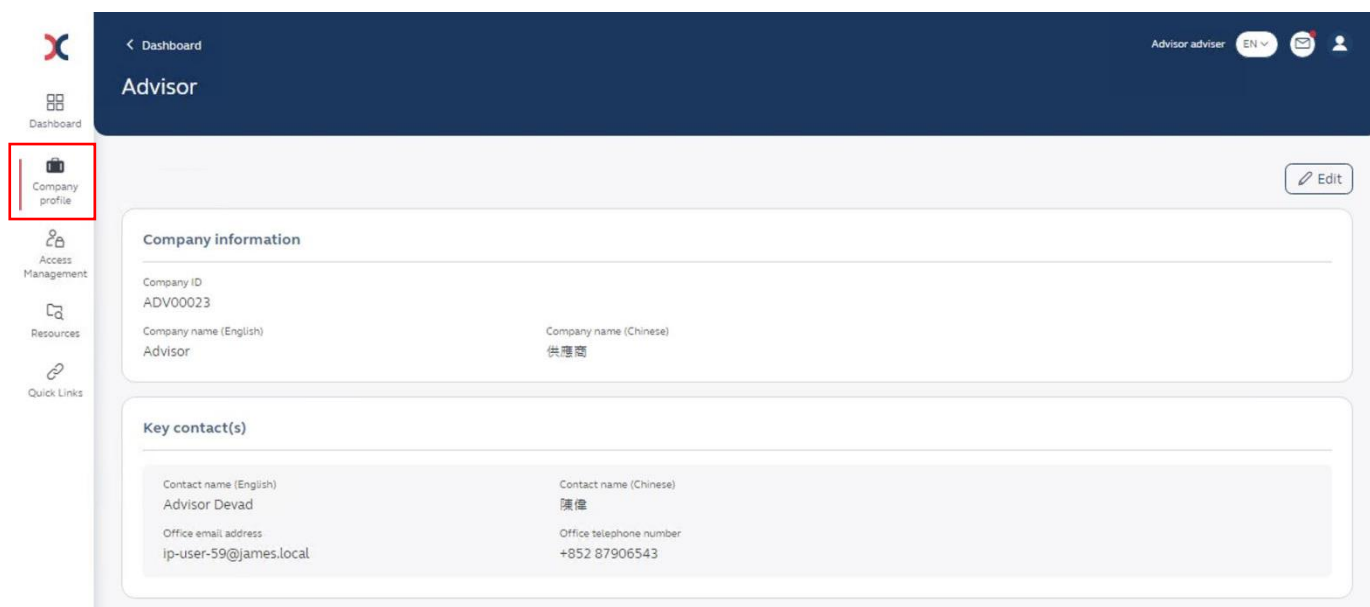 Dashboard
Advisor adviser EN
Advisor
Dashboard
Company
profile
Access
Management
Resources
Quick Links
Edit
Company information
Company ID
ADV00023
Company name (English) Company name (Chinese)
Advisor 供應商
Key contact(s)
Contact name (English) Contact name (Chinese)
Advisor Devad 陳偉
Office email address Office telephone number
ip-user-59@james.local +852 87906543